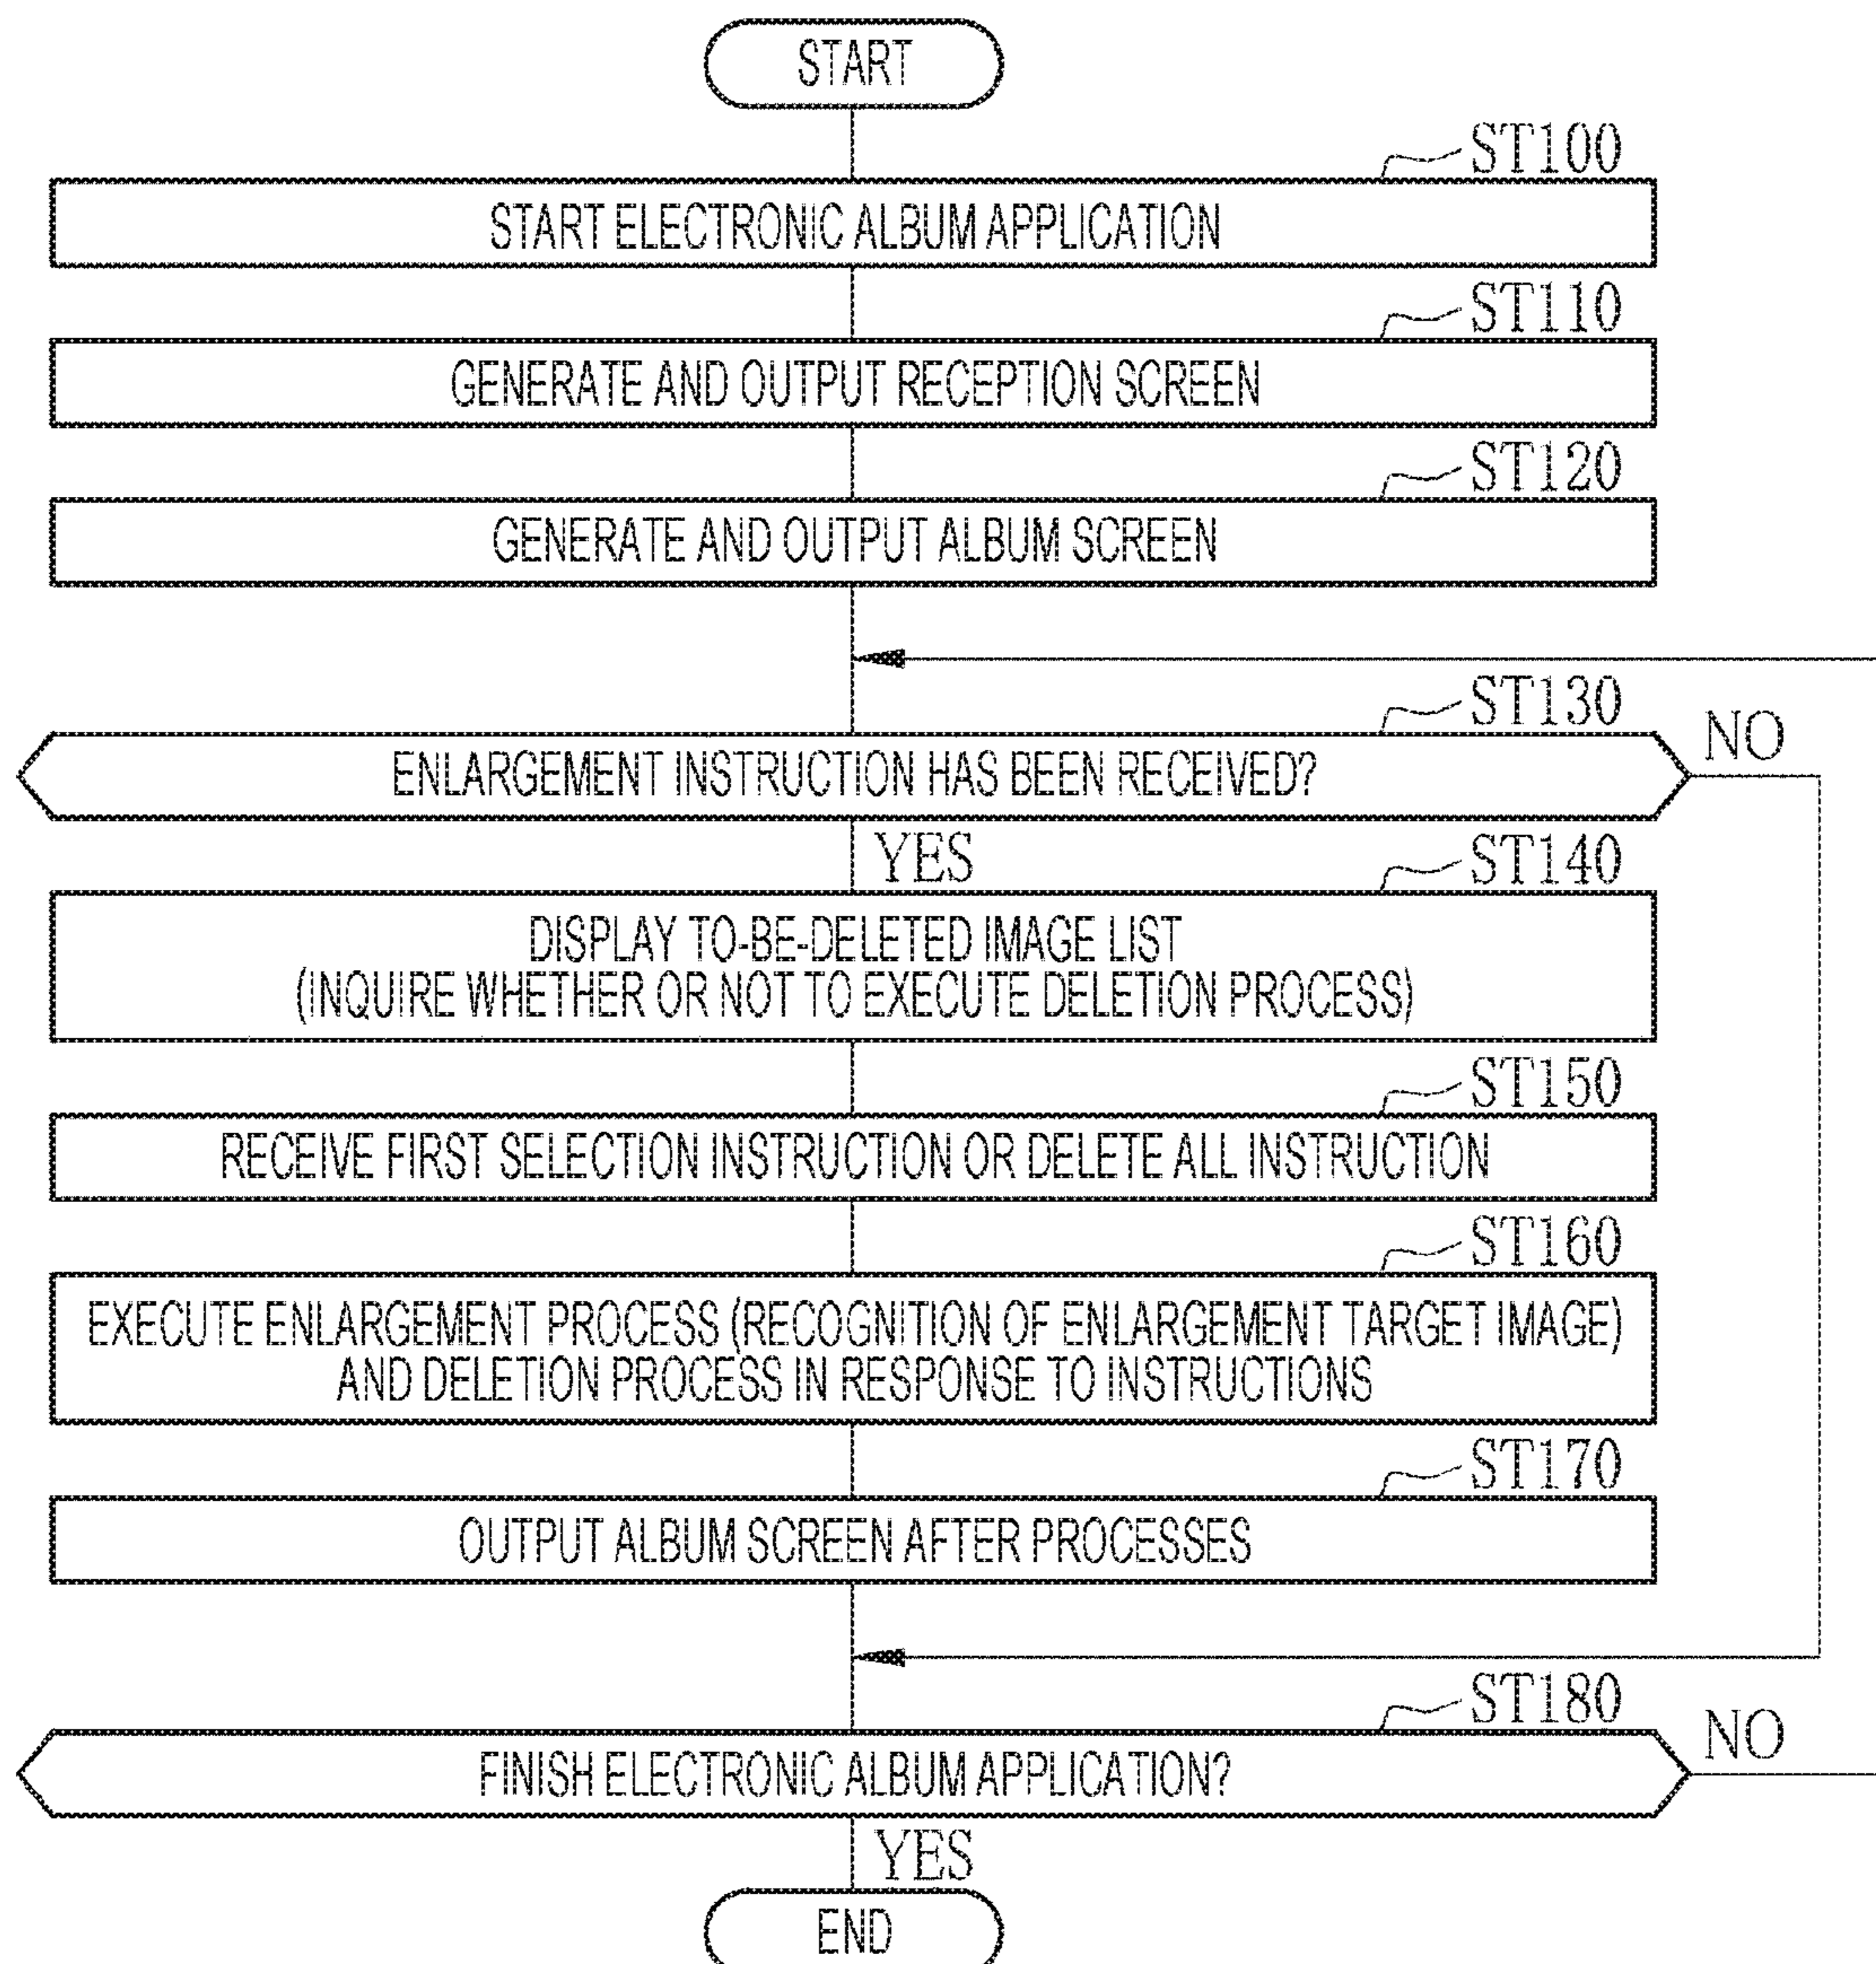 START
ST100
START ELECTRONIC ALBUM APPLICATION
ST110
GENERATE AND OUTPUT RECEPTION SCREEN
ST120
GENERATE AND OUTPUT ALBUM SCREEN
ST130
NO
ENLARGEMENT INSTRUCTION HAS BEEN RECEIVED?
YES
ST140
DISPLAY TO-BE-DELETED IMAGE LIST
(INQUIRE WHETHER OR NOT TO EXECUTE DELETION PROCESS)
ST150
RECEIVE FIRST SELECTION INSTRUCTION OR DELETE ALL INSTRUCTION
ST160
EXECUTE ENLARGEMENT PROCESS (RECOGNITION OF ENLARGEMENT TARGET IMAGE)
AND DELETION PROCESS IN RESPONSE TO INSTRUCTIONS
ST170
OUTPUT ALBUM SCREEN AFTER PROCESSES
ST180
NO
FINISH ELECTRONIC ALBUM APPLICATION?
YES
END